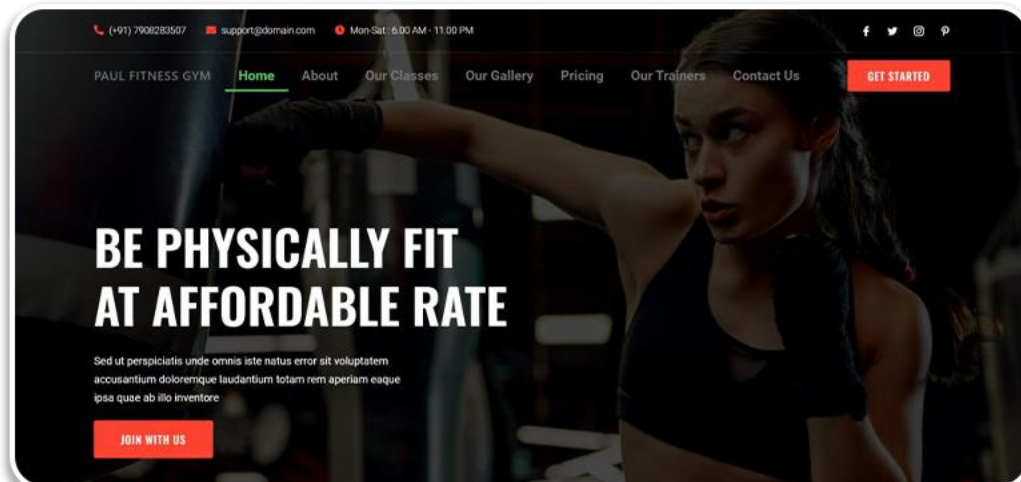 (+91) 7908283507 support@domain.com Mon-Sat : 6.00 AM - 11.00 PM
PAUL FITNESS GYM Home About Our Classes Our Gallery Pricing Our Trainers Contact Us GET STARTED
BE PHYSICALLY FIT
AT AFFORDABLE RATE
Sed ut perspiciatis unde omnis iste natus error sit voluptatem
accusantium doloremque laudantium totam rem aperiam eaque
ipsa quae ab illo inventore
JOIN WITH US